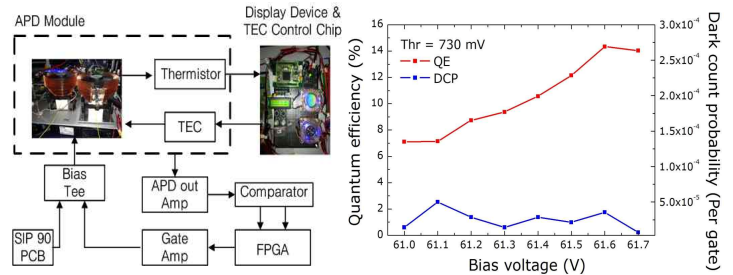 APD Module
Display Device &
TEC Control Chip
Thermistor
TEC
Bias
Tee
APD out
Amp
Comparator
SIP 90
PCB
Gate
Amp
FPGA
Quantum efficiency (%)
16
14
12
10
8
6
4
2
0
Thr = 730 mV
QE
DCP
3.0x10⁻⁴
2.5x10⁻⁴
2.0x10⁻⁴
1.5x10⁻⁴
1.0x10⁻⁴
5.0x10⁻⁵
Dark count probability (Per gate)
61.0 61.1 61.2 61.3 61.4 61.5 61.6 61.7
Bias voltage (V)